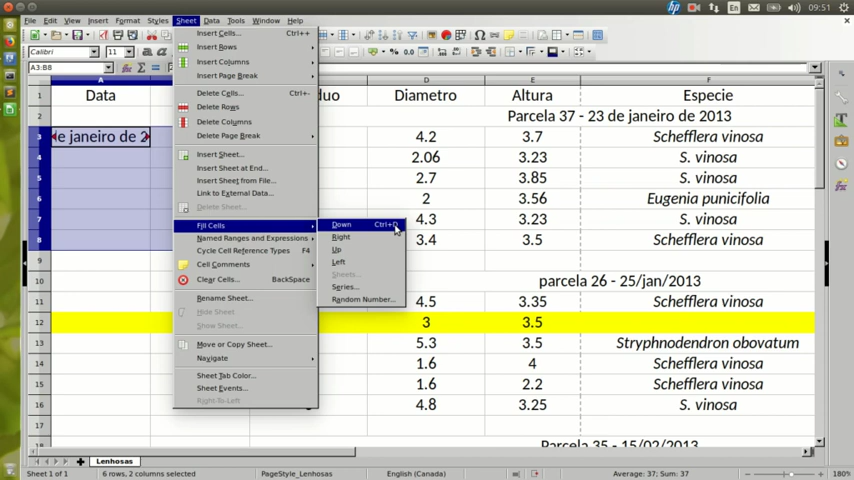 File Edit View Insert Format Styles Sheet Data Tools Window Help
En 09:51
Calibri 11
A3:B8
Insert Cells... Ctrl++
Insert Rows
Insert Columns
Insert Page Break
Delete Cells... Ctrl-
Delete Rows
Delete Columns
Delete Page Break
Insert Sheet...
Insert Sheet at End...
Insert Sheet from File...
Link to External Data...
Delete Sheet...
Fill Cells
Named Ranges and Expressions
Cycle Cell Reference Types F4
Cell Comments
Clear Cells... BackSpace
Rename Sheet...
Hide Sheet
Show Sheet...
Move or Copy Sheet...
Navigate
Sheet Tab Color...
Sheet Events...
Right-To-Left
Down Ctrl+D
Right
Up
Left
Sheets...
Series...
Random Number...
A D E F
1 Data duo Diametro Altura Especie
2 Parcela 37 - 23 de janeiro de 2013
3 e janeiro de 2 4.2 3.7 Schefflera vinosa
4 2.06 3.23 S. vinosa
5 2.7 3.85 S. vinosa
6 2 3.56 Eugenia punicifolia
7 4.3 3.23 S. vinosa
8 3.4 3.5 Schefflera vinosa
9
10 parcela 26 - 25/jan/2013
11 4.5 3.35 Schefflera vinosa
12 3 3.5
13 5.3 3.5 Stryphnodendron obovatum
14 1.6 4 Schefflera vinosa
15 1.6 2.2 Schefflera vinosa
16 4.8 3.25 S. vinosa
17
18 Parcela 35 - 15/02/2013
Lenhosas
Sheet 1 of 1 6 rows, 2 columns selected PageStyle_Lenhosas English (Canada) Average: 37; Sum: 37 180%